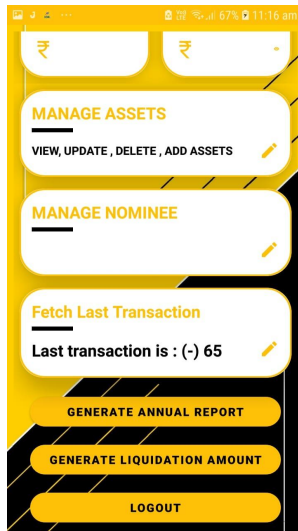 67% 11:16 am
₹ ₹
MANAGE ASSETS
VIEW, UPDATE , DELETE , ADD ASSETS
MANAGE NOMINEE
Fetch Last Transaction
Last transaction is : (-) 65
GENERATE ANNUAL REPORT
GENERATE LIQUIDATION AMOUNT
LOGOUT